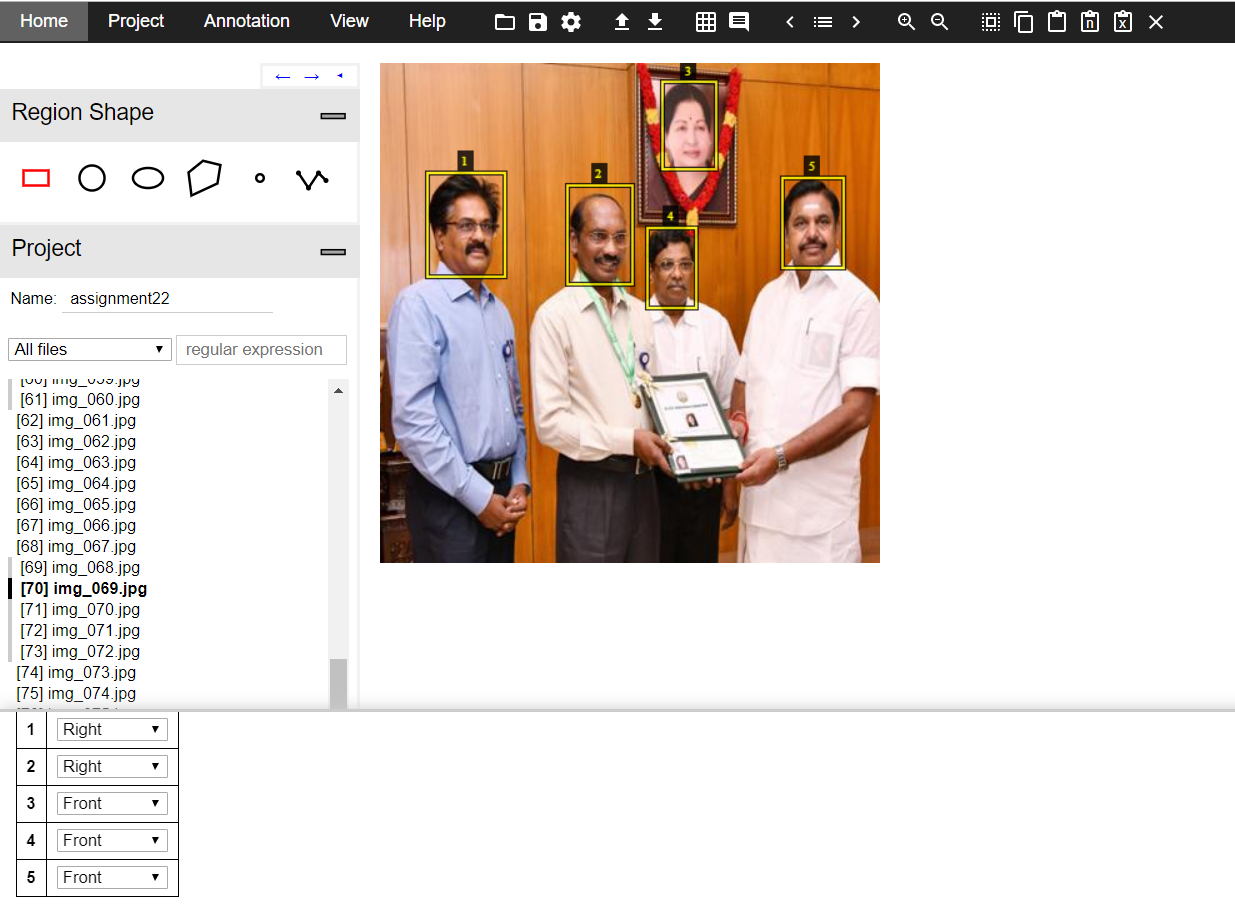 Home Project Annotation View Help
n x
← →
Region Shape
Project
Name: assignment22
All files regular expression
[60] img_059.jpg
[61] img_060.jpg
[62] img_061.jpg
[63] img_062.jpg
[64] img_063.jpg
[65] img_064.jpg
[66] img_065.jpg
[67] img_066.jpg
[68] img_067.jpg
[69] img_068.jpg
[70] img_069.jpg
[71] img_070.jpg
[72] img_071.jpg
[73] img_072.jpg
[74] img_073.jpg
[75] img_074.jpg
3
1
2
5
4
1 Right
2 Right
3 Front
4 Front
5 Front